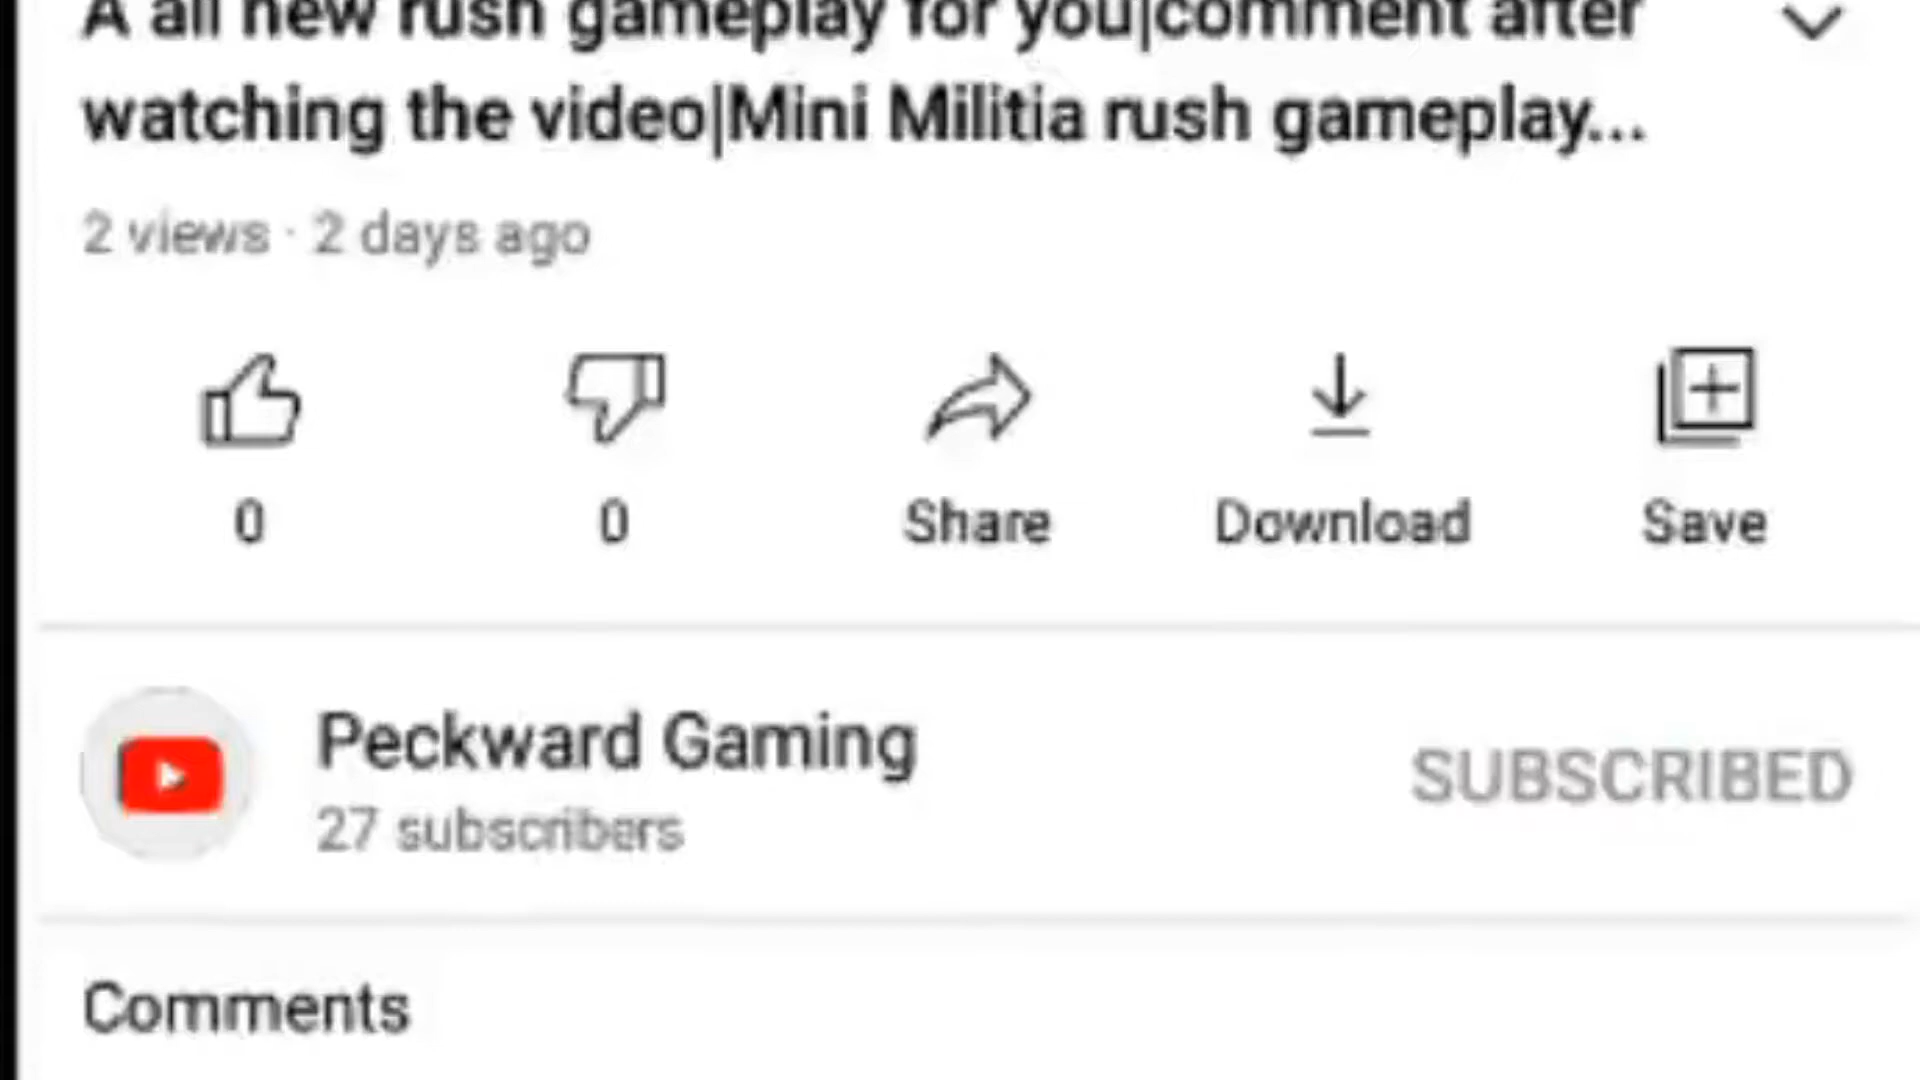 A all new rush gameplay for you|comment after
watching the video|Mini Militia rush gameplay...
2 views · 2 days ago
0
0
Share
Download
Save
Peckward Gaming
27 subscribers
SUBSCRIBED
Comments